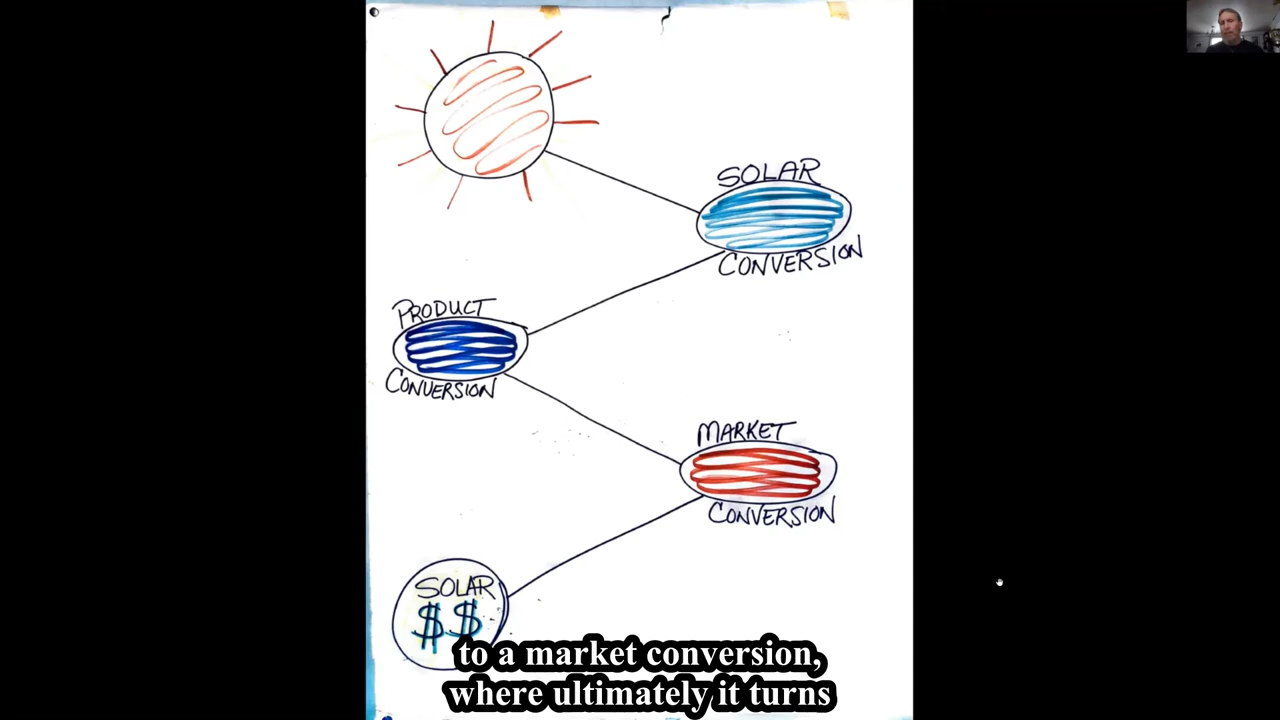 SOLAR
CONVERSION
PRODUCT
CONVERSION
MARKET
CONVERSION
SOLAR
$$
to a market conversion,
where ultimately it turns